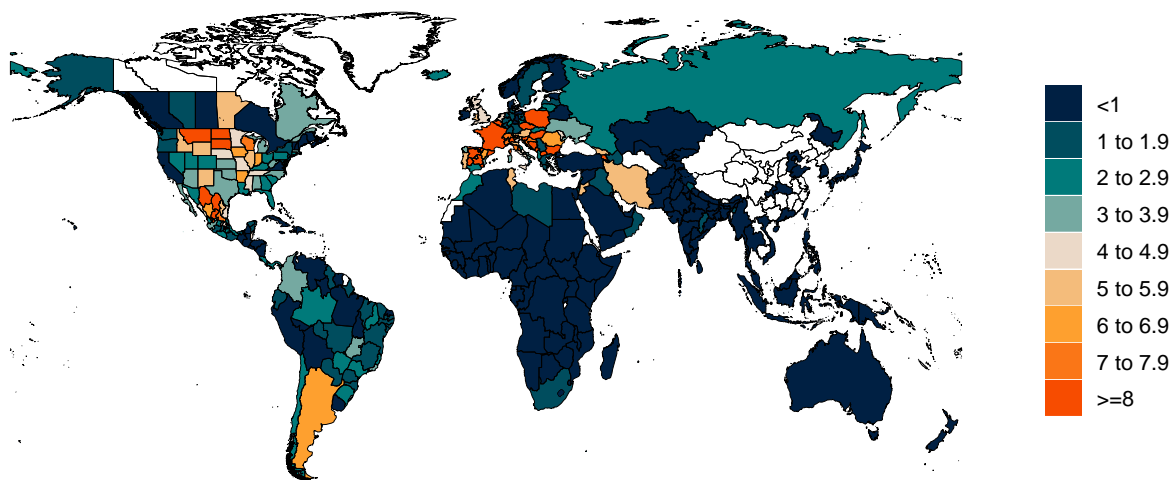 <1
1 to 1.9
2 to 2.9
3 to 3.9
4 to 4.9
5 to 5.9
6 to 6.9
7 to 7.9
>=8